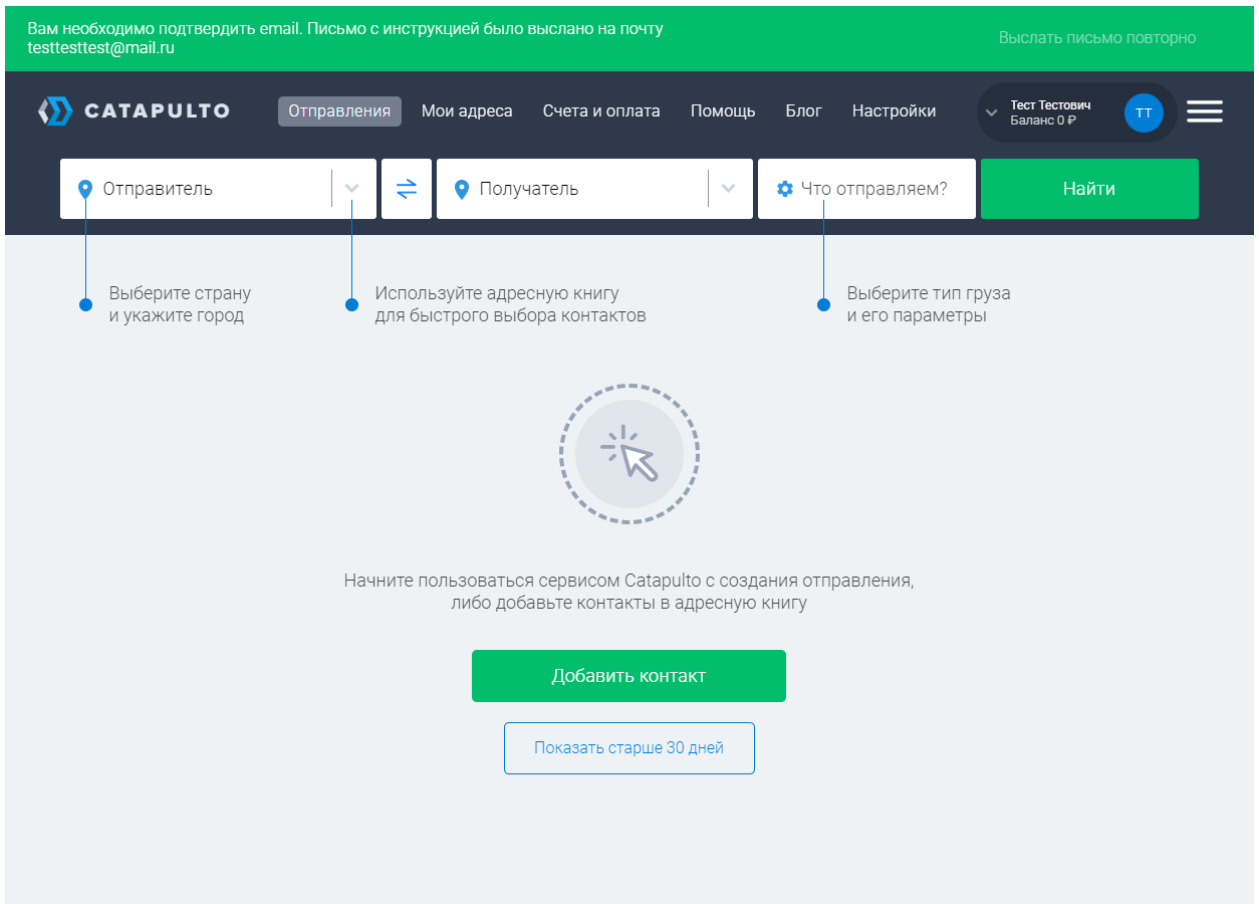 Вам необходимо подтвердить email. Письмо с инструкцией было выслано на почту
testtesttest@mail.ru
Выслать письмо повторно
CATAPULTO
Отправления
Мои адреса
Счета и оплата
Помощь
Блог
Настройки
Тест Тестович
Баланс 0 ₽
ТТ
Отправитель
Получатель
Что отправляем?
Найти
Выберите страну
и укажите город
Используйте адресную книгу
для быстрого выбора контактов
Выберите тип груза
и его параметры
Начните пользоваться сервисом Catapulto с создания отправления,
либо добавьте контакты в адресную книгу
Добавить контакт
Показать старше 30 дней